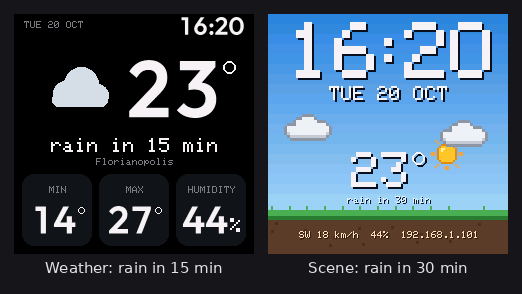 TUE 20 OCT
16:20
23°
rain in 15 min
Florianopolis
MIN MAX HUMIDITY
14° 27° 44%
Weather: rain in 15 min
16:20
TUE 20 OCT
23°
rain in 30 min
SW 18 km/h 44% 192.168.1.101
Scene: rain in 30 min